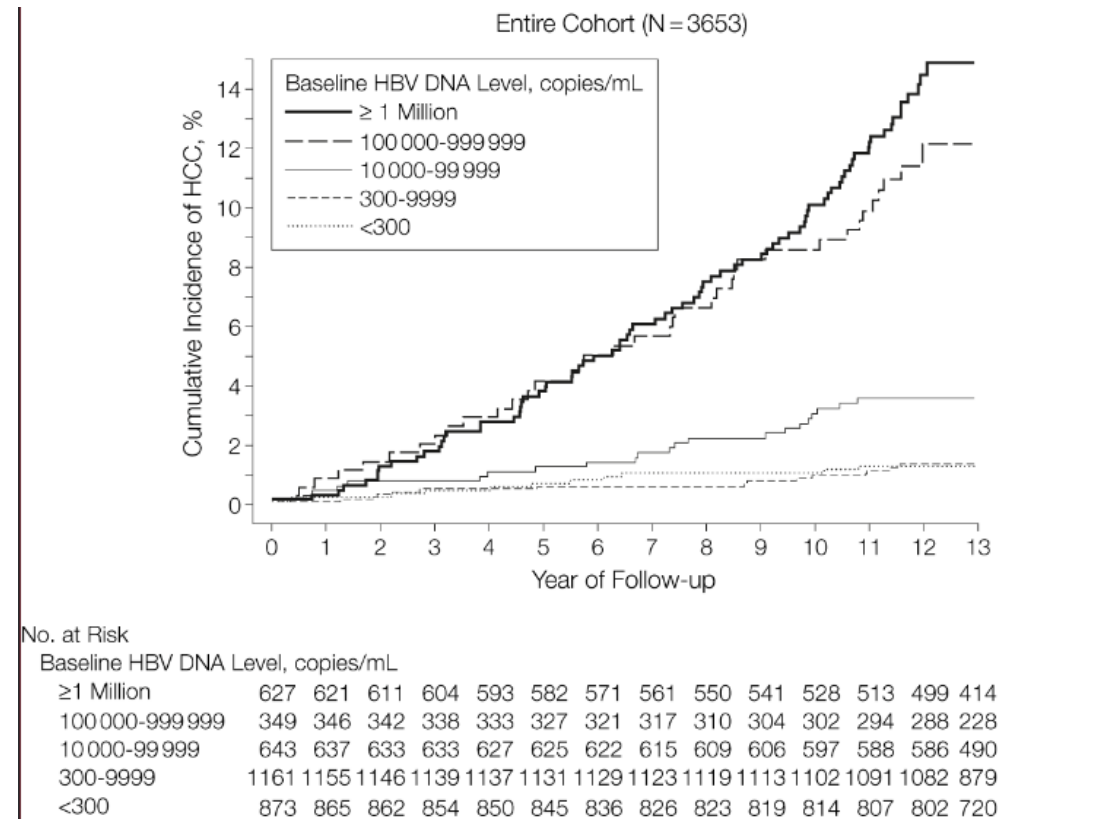 Entire Cohort (N=3653)
Baseline HBV DNA Level, copies/mL
≥ 1 Million
100 000-999 999
10 000-99 999
300-9999
<300
Cumulative Incidence of HCC, %
14
12
10
8
6
4
2
0
0 1 2 3 4 5 6 7 8 9 10 11 12 13
Year of Follow-up
No. at Risk
Baseline HBV DNA Level, copies/mL
≥1 Million 627 621 611 604 593 582 571 561 550 541 528 513 499 414
100 000-999 999 349 346 342 338 333 327 321 317 310 304 302 294 288 228
10 000-99 999 643 637 633 633 627 625 622 615 609 606 597 588 586 490
300-9999 1161 1155 1146 1139 1137 1131 1129 1123 1119 1113 1102 1091 1082 879
<300 873 865 862 854 850 845 836 826 823 819 814 807 802 720